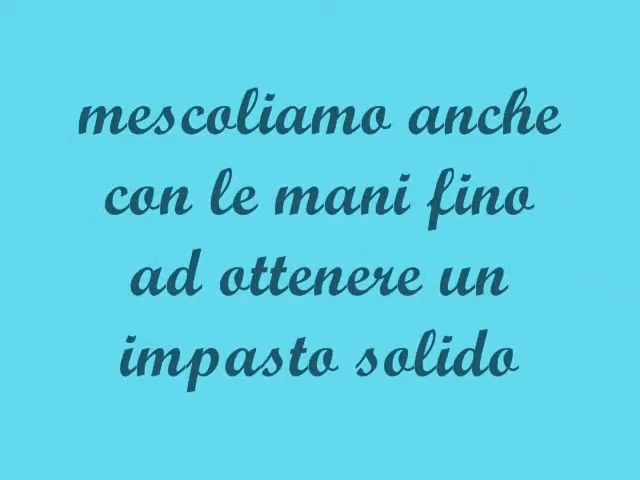 mescoliamo anche
con le mani fino
ad ottenere un
impasto solido